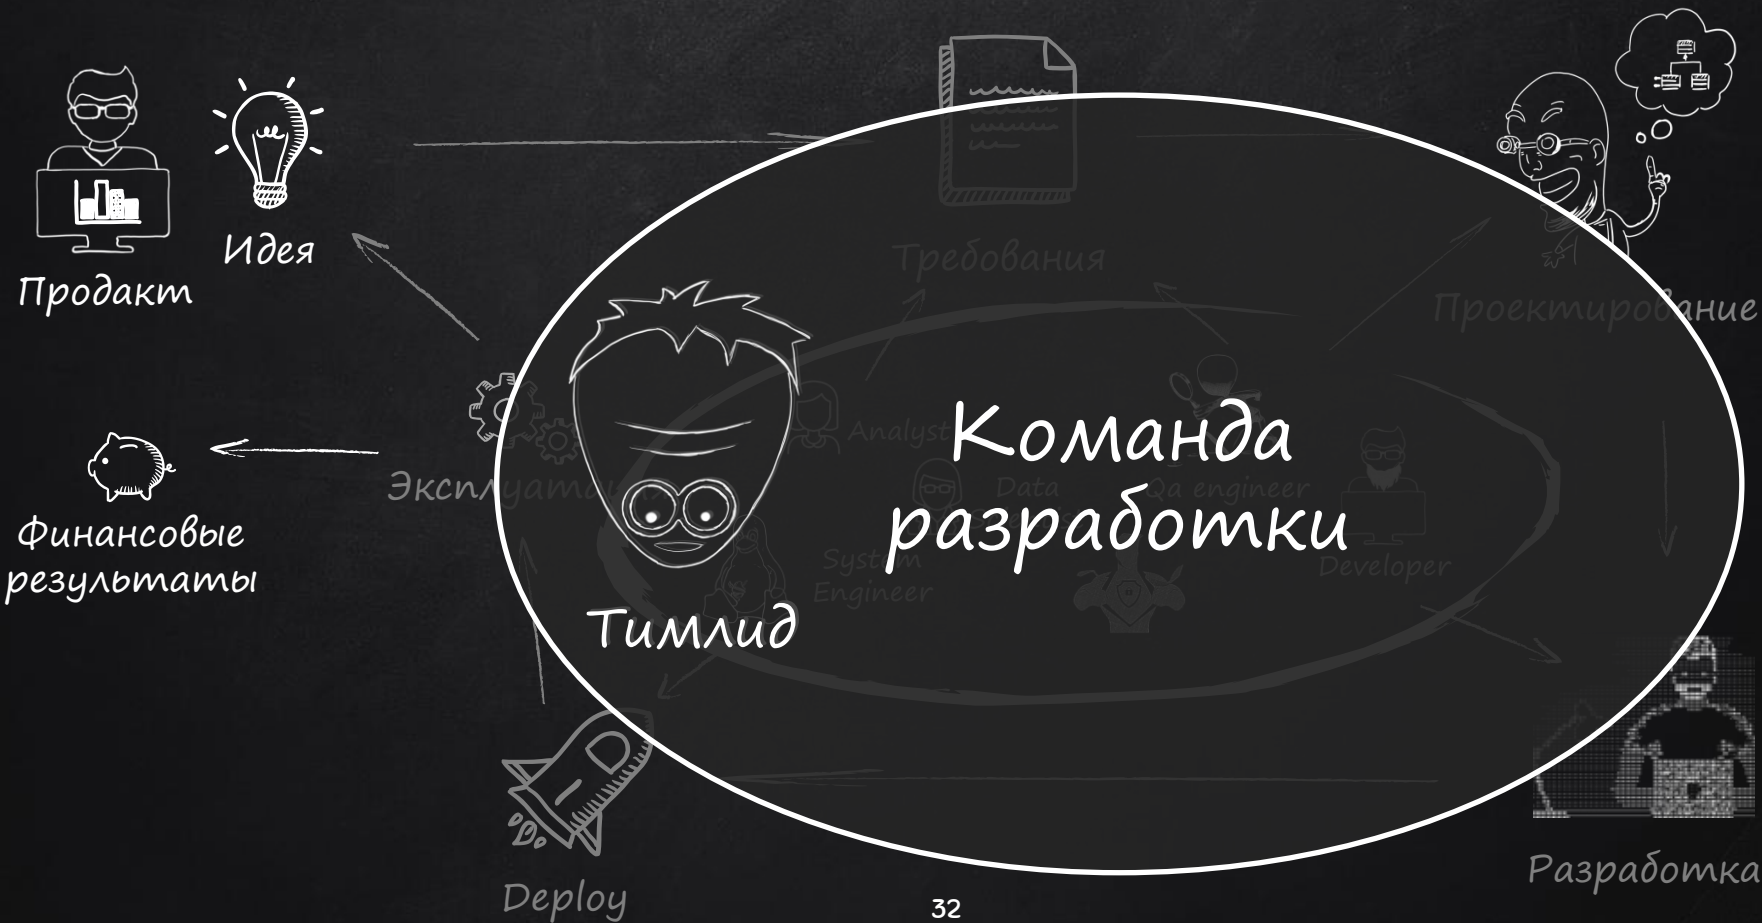 Продакт
Идея
Требования
Проектирование
Финансовые
результаты
Эксплуатация
Тимлид
Команда
разработки
Analyst
Data
Qa engineer
System
Engineer
Developer
Deploy
Разработка
32